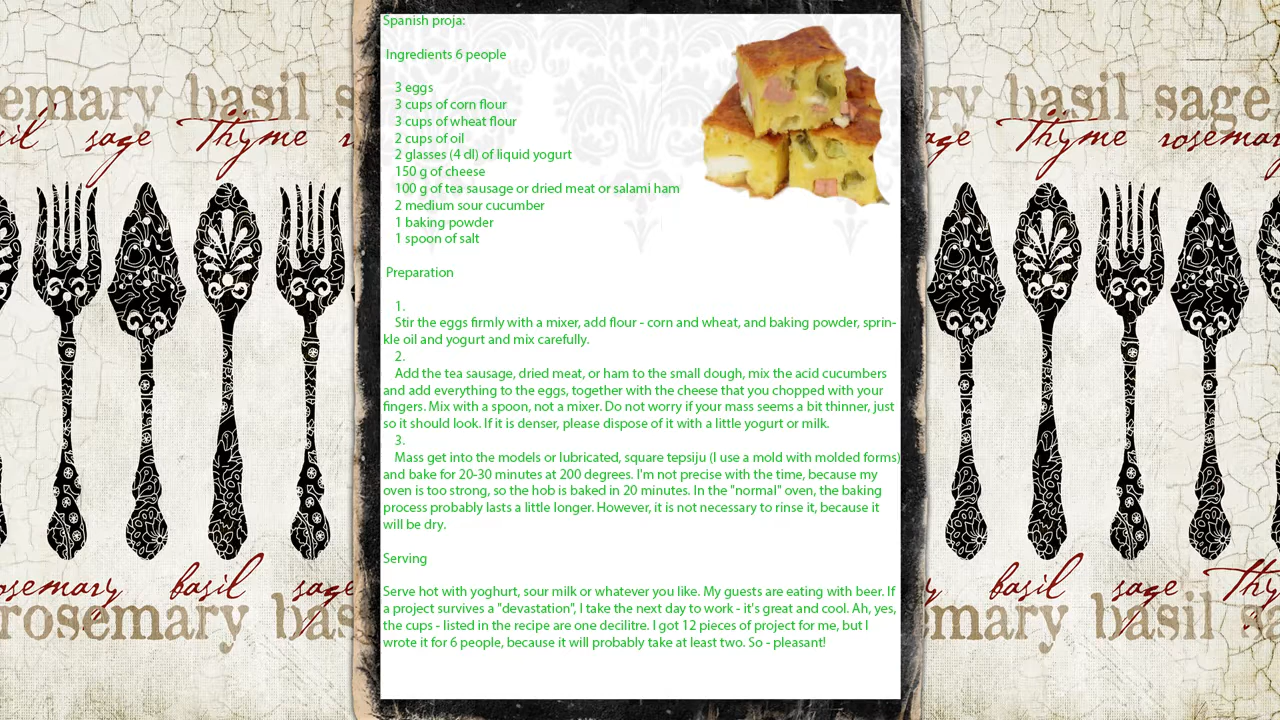 Spanish proja:
Ingredients 6 people
3 eggs
3 cups of corn flour
3 cups of wheat flour
2 cups of oil
2 glasses (4 dl) of liquid yogurt
150 g of cheese
100 g of tea sausage or dried meat or salami ham
2 medium sour cucumber
1 baking powder
1 spoon of salt
Preparation
1.
Stir the eggs firmly with a mixer, add flour - corn and wheat, and baking powder, sprin-
kle oil and yogurt and mix carefully.
2.
Add the tea sausage, dried meat, or ham to the small dough, mix the acid cucumbers
and add everything to the eggs, together with the cheese that you chopped with your
fingers. Mix with a spoon, not a mixer. Do not worry if your mass seems a bit thinner, just
so it should look. If it is denser, please dispose of it with a little yogurt or milk.
3.
Mass get into the models or lubricated, square tepsiju (I use a mold with molded forms)
and bake for 20-30 minutes at 200 degrees. I'm not precise with the time, because my
oven is too strong, so the hob is baked in 20 minutes. In the "normal" oven, the baking
process probably lasts a little longer. However, it is not necessary to rinse it, because it
will be dry.
Serving
Serve hot with yoghurt, sour milk or whatever you like. My guests are eating with beer. If
a project survives a "devastation", I take the next day to work - it's great and cool. Ah, yes,
the cups - listed in the recipe are one decilitre. I got 12 pieces of project for me, but I
wrote it for 6 people, because it will probably take at least two. So - pleasant!
emary basil s
sil sage Thyme r
osemary basil sage
rosemary bas
ry basil sage
age Thyme rosemar
basil sage Thy
mary basil s